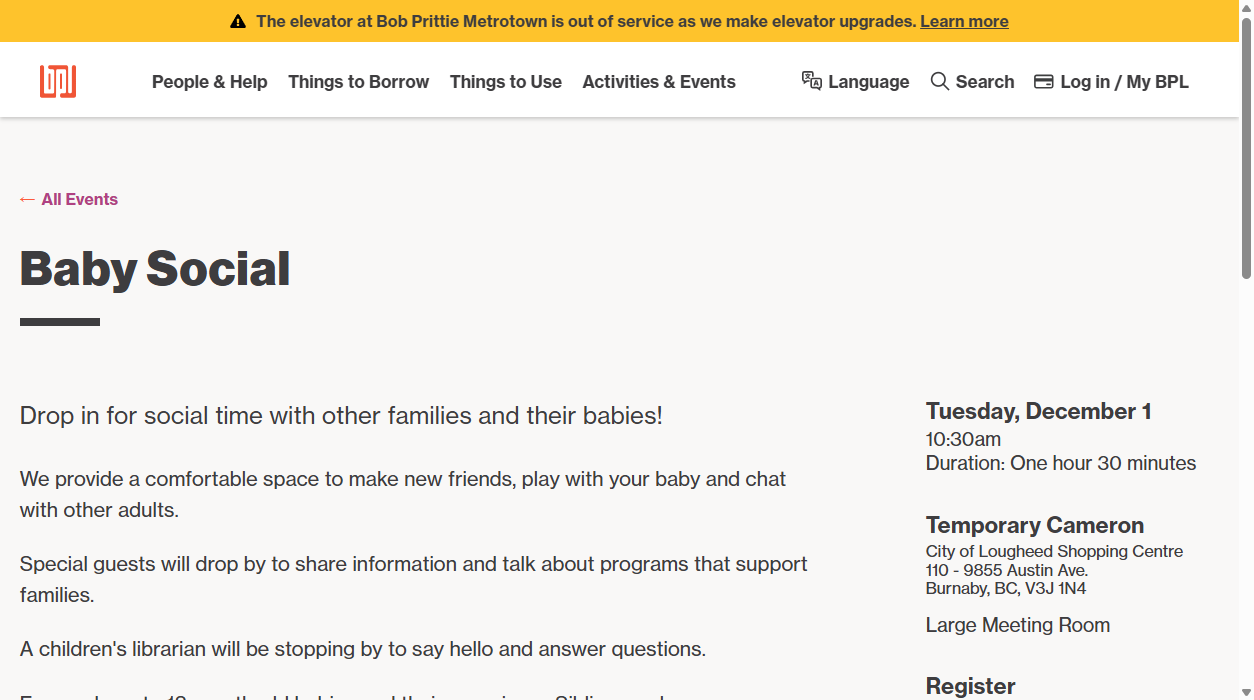 The elevator at Bob Prittie Metrotown is out of service as we make elevator upgrades. Learn more
People & Help Things to Borrow Things to Use Activities & Events Language Search Log in / My BPL
← All Events
Baby Social
Drop in for social time with other families and their babies!
We provide a comfortable space to make new friends, play with your baby and chat
with other adults.
Special guests will drop by to share information and talk about programs that support
families.
A children's librarian will be stopping by to say hello and answer questions.
Tuesday, December 1
10:30am
Duration: One hour 30 minutes
Temporary Cameron
City of Lougheed Shopping Centre
110 - 9855 Austin Ave.
Burnaby, BC, V3J 1N4
Large Meeting Room
Register